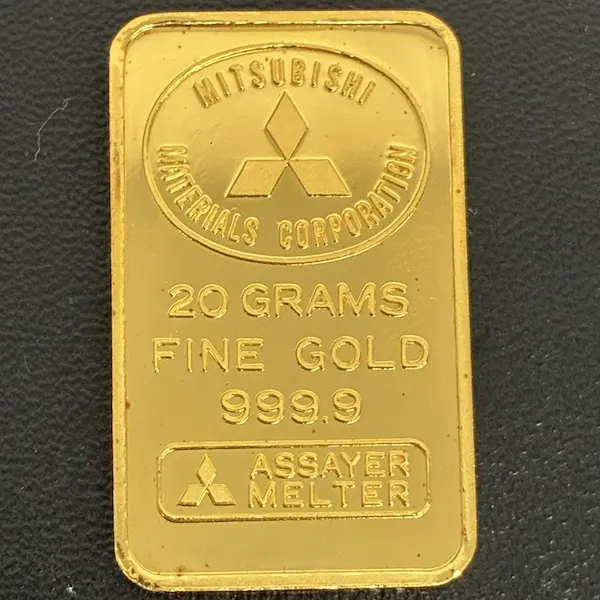 MITSUBISHI
MATERIALS CORPORATION
20 GRAMS
FINE GOLD
999.9
ASSAYER
MELTER